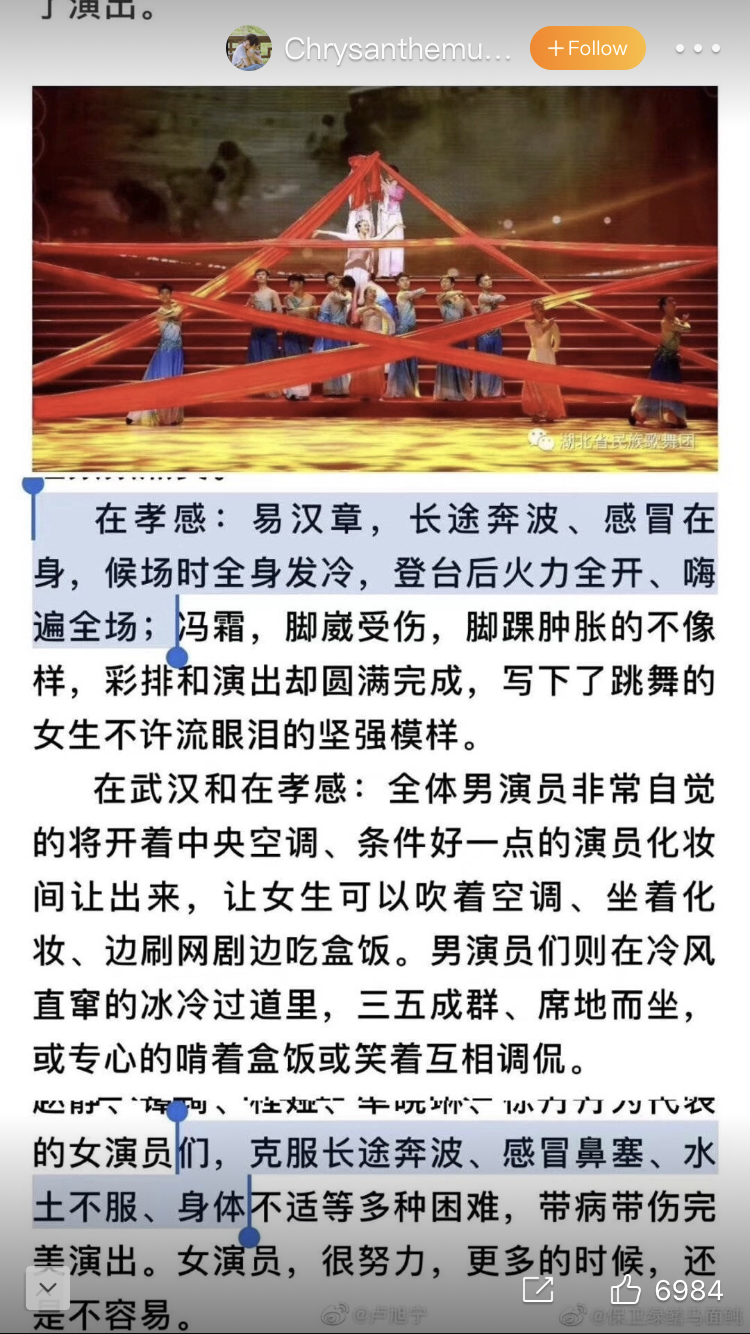 了演出。
Chrysanthemu...
+Follow
湖北省民族歌舞团
在孝感：易汉章，长途奔波、感冒在
身，候场时全身发冷，登台后火力全开、嗨
遍全场；冯霜，脚崴受伤，脚踝肿胀的不像
样，彩排和演出却圆满完成，写下了跳舞的
女生不许流眼泪的坚强模样。
在武汉和在孝感：全体男演员非常自觉
的将开着中央空调、条件好一点的演员化妆
间让出来，让女生可以吹着空调、坐着化
妆、边刷网剧边吃盒饭。男演员们则在冷风
直窜的冰冷过道里，三五成群、席地而坐，
或专心的啃着盒饭或笑着互相调侃。
的女演员们，克服长途奔波、感冒鼻塞、水
土不服、身体不适等多种困难，带病带伤完
美演出。女演员，很努力，更多的时候，还
是不容易。
6984
@卢旭宁